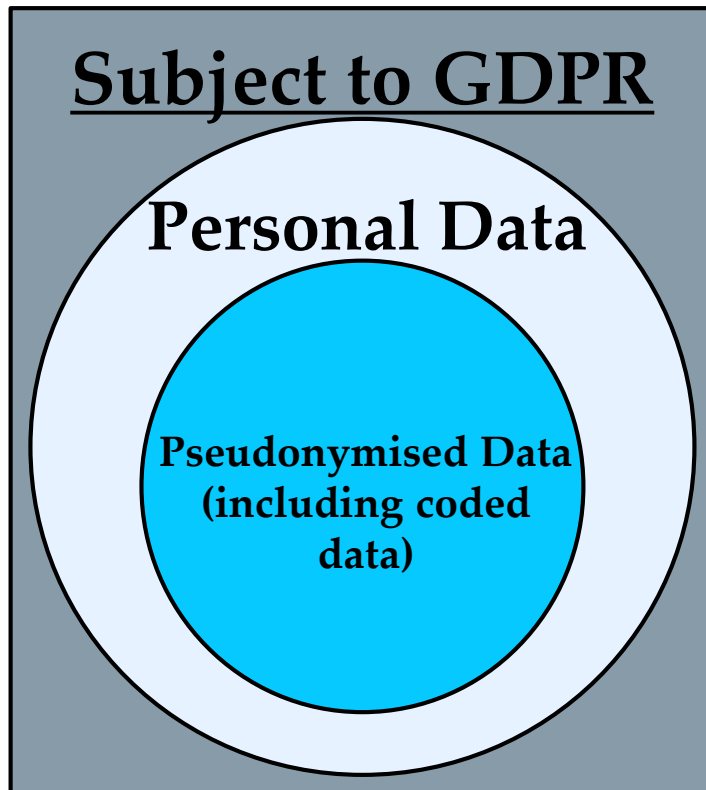 Subject to GDPR
Personal Data
Pseudonymised Data
(including coded
data)